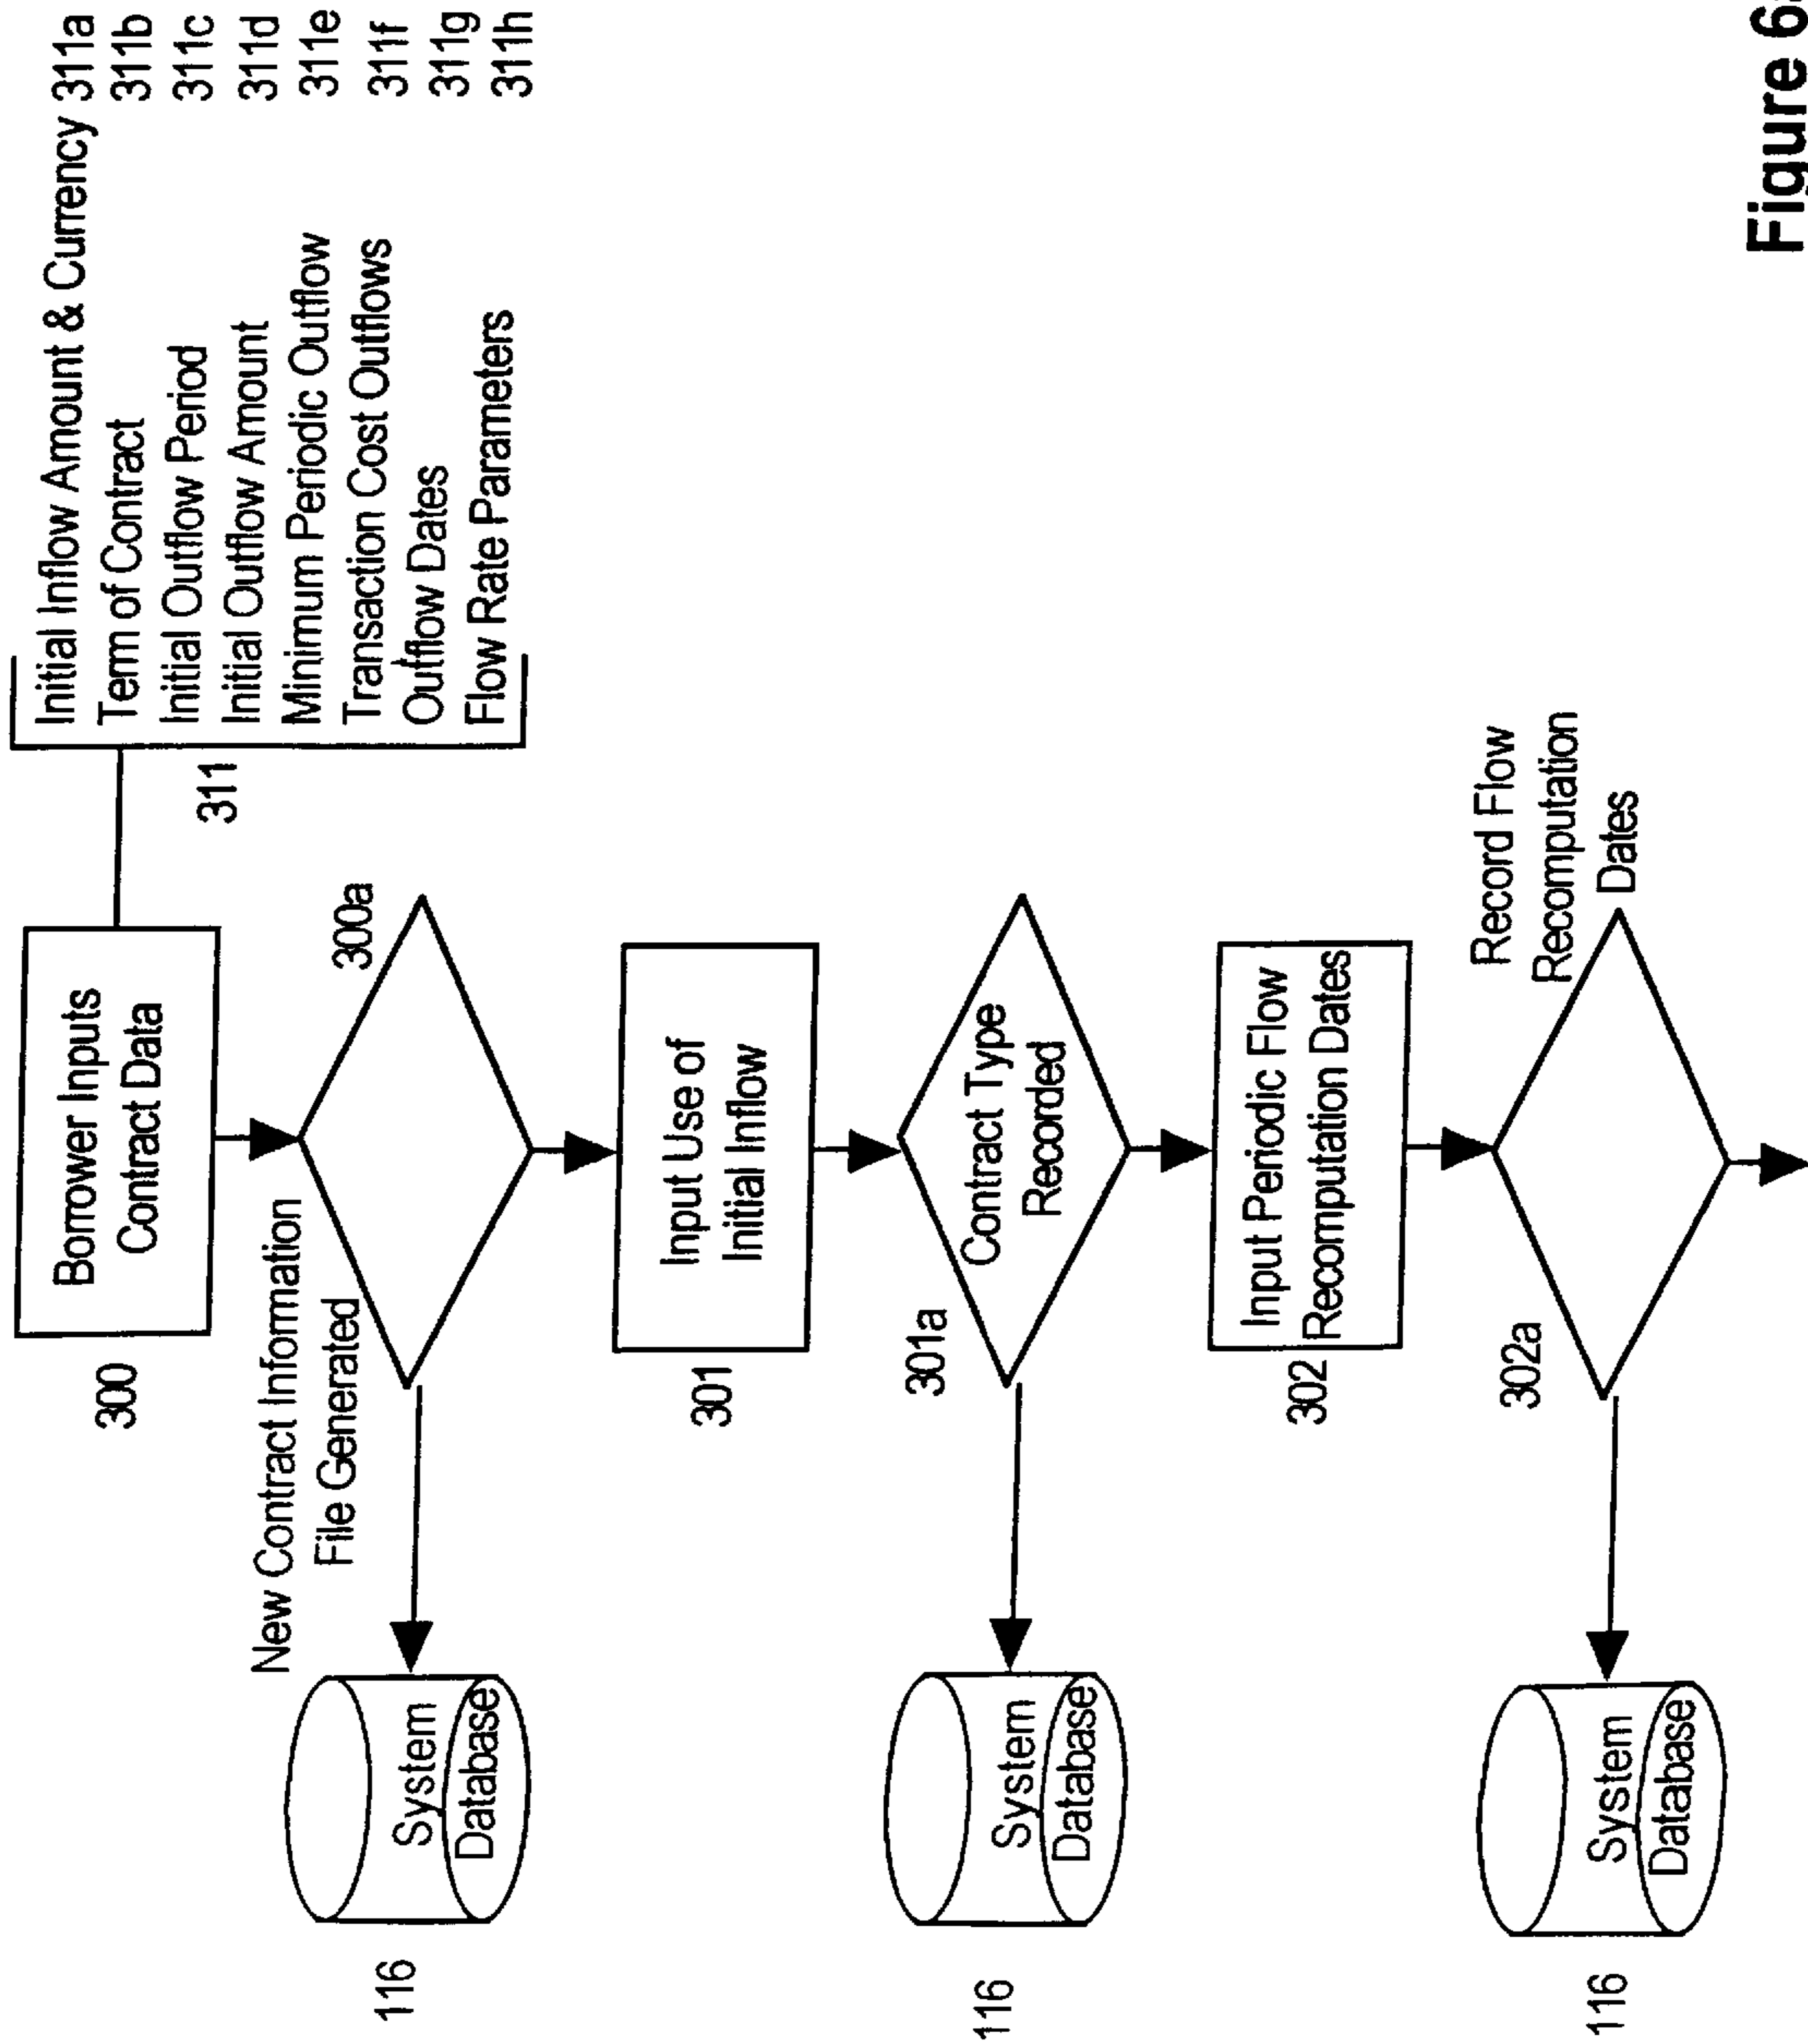 Initial Inflow Amount & Currency 311a
Term of Contract 311b
Initial Outflow Period 311c
Initial Outflow Amount 311d
Minimum Periodic Outflow 311e
Transaction Cost Outflows 311f
Outflow Dates 311g
Flow Rate Parameters 311h
311
Borrower Inputs
Contract Data
300
New Contract Information
File Generated
300a
System
Database
116
Input Use of
Initial Inflow
301
Contract Type
Recorded
301a
System
Database
116
Input Periodic Flow
Recomputation Dates
302
Record Flow
Recomputation
Dates
302a
System
Database
116
Figure